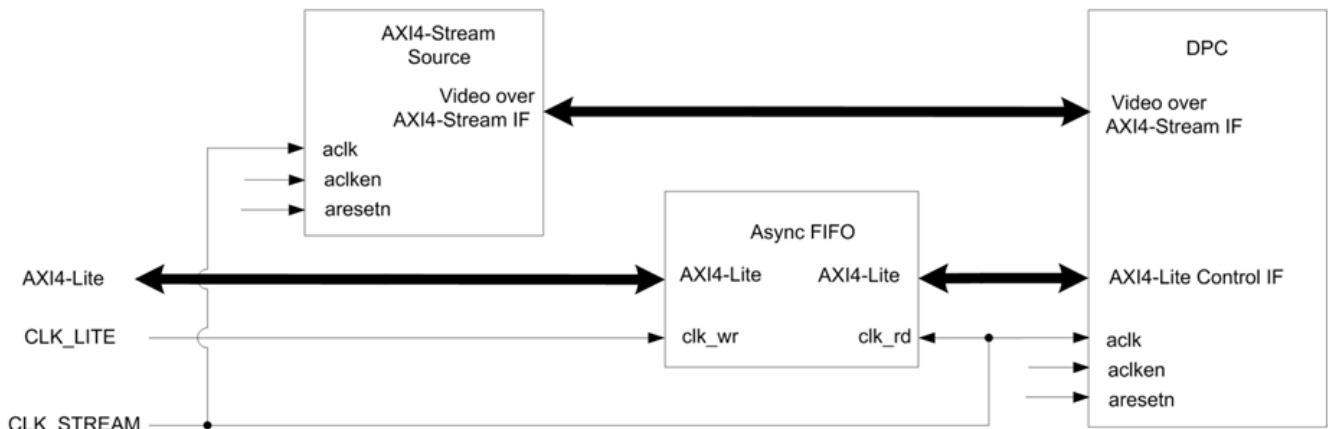 AXI4-Stream
Source
Video over
AXI4-Stream IF
aclk
aclken
aresetn
DPC
Video over
AXI4-Stream IF
Async FIFO
AXI4-Lite
AXI4-Lite
AXI4-Lite
AXI4-Lite Control IF
CLK_LITE
clk_wr
clk_rd
aclk
aclken
aresetn
CLK_STREAM